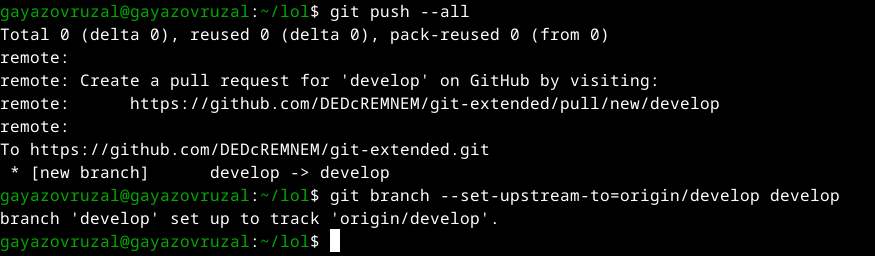 gayazovruzal@gayazovruzal:~/lol$ git push --all
Total 0 (delta 0), reused 0 (delta 0), pack-reused 0 (from 0)
remote:
remote: Create a pull request for 'develop' on GitHub by visiting:
remote:      https://github.com/DEDcREMNEM/git-extended/pull/new/develop
remote:
To https://github.com/DEDcREMNEM/git-extended.git
 * [new branch]      develop -> develop
gayazovruzal@gayazovruzal:~/lol$ git branch --set-upstream-to=origin/develop develop
branch 'develop' set up to track 'origin/develop'.
gayazovruzal@gayazovruzal:~/lol$